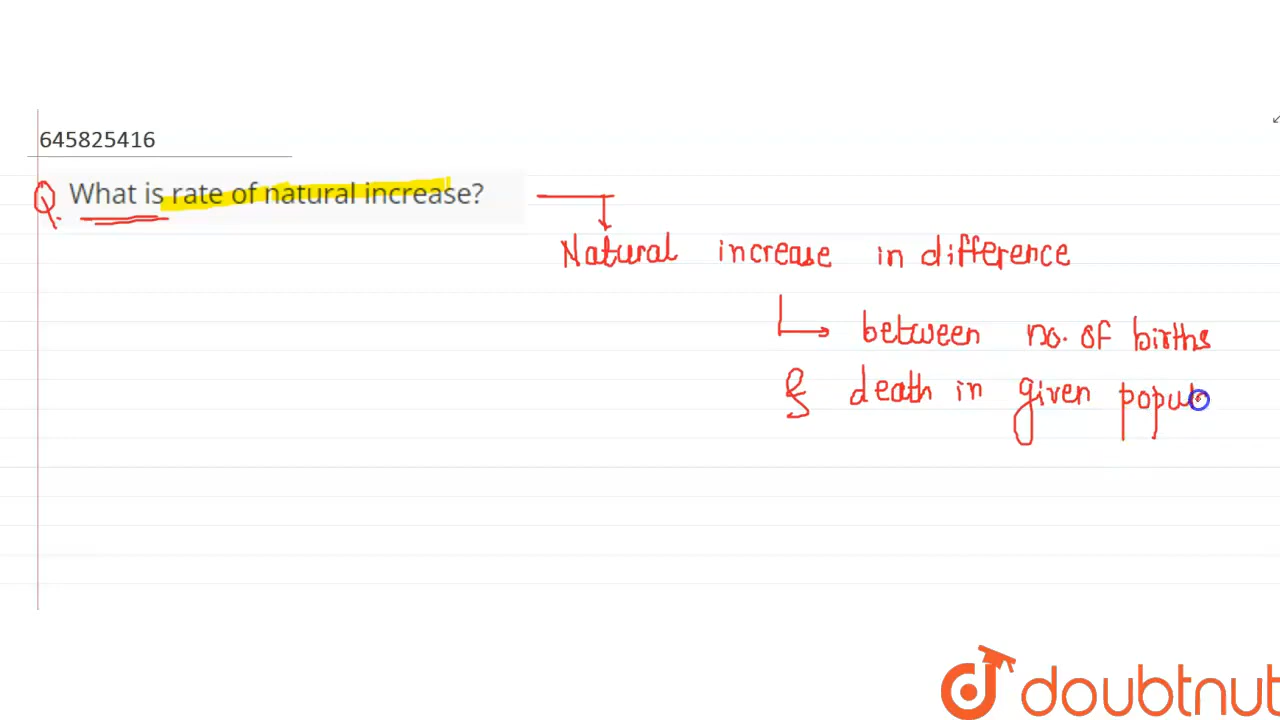 645825416
Q. What is rate of natural increase?
Natural increase in difference
between no. of births
& death in given popul
doubtnut